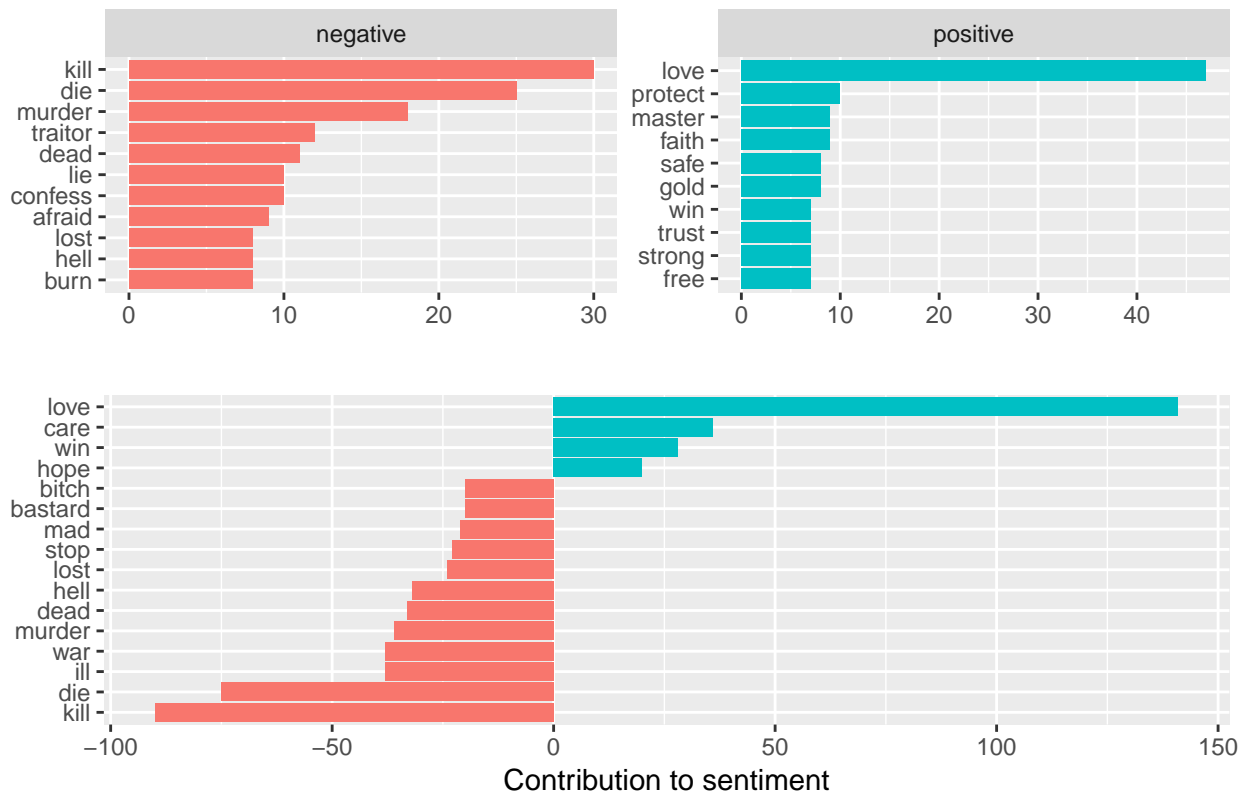 negative
kill
die
murder
traitor
dead
lie
confess
afraid
lost
hell
burn
0 10 20 30
positive
love
protect
master
faith
safe
gold
win
trust
strong
free
0 10 20 30 40
love
care
win
hope
bitch
bastard
mad
stop
lost
hell
dead
murder
war
ill
die
kill
−100 −50 0 50 100 150
Contribution to sentiment